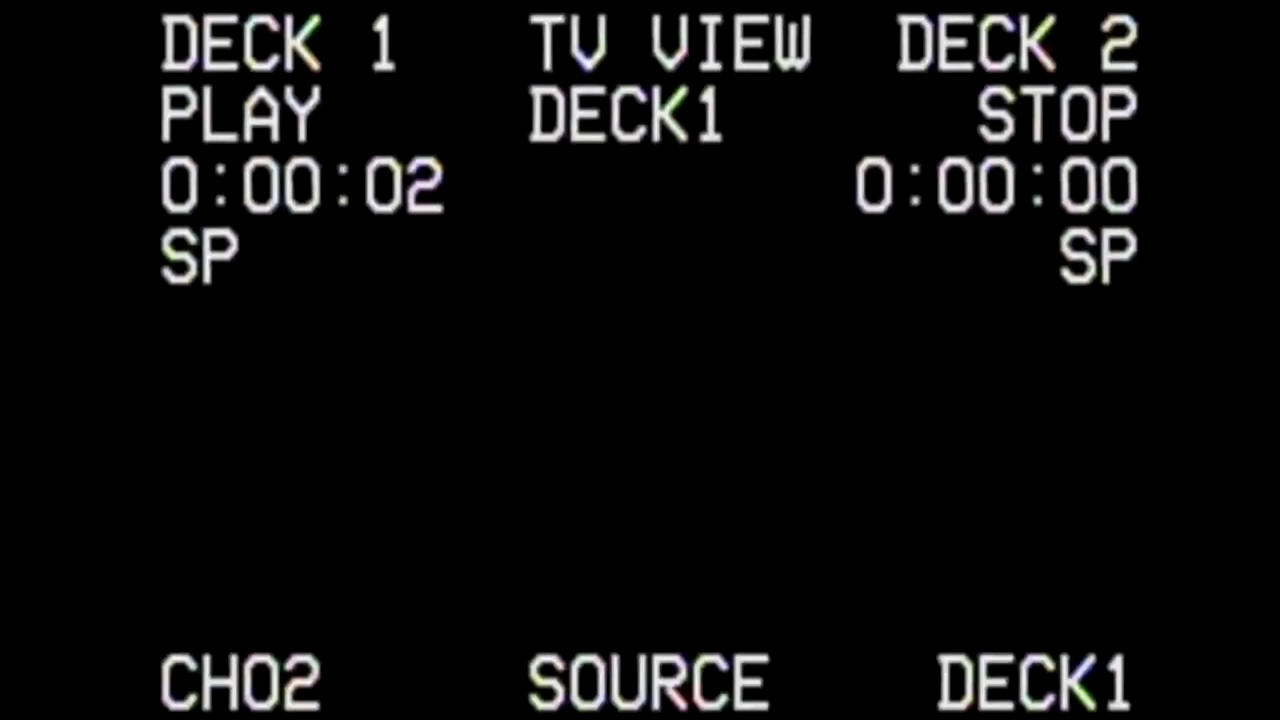 DECK 1 TV VIEW DECK 2
PLAY DECK1 STOP
0:00:02 0:00:00
SP SP
CH02 SOURCE DECK1